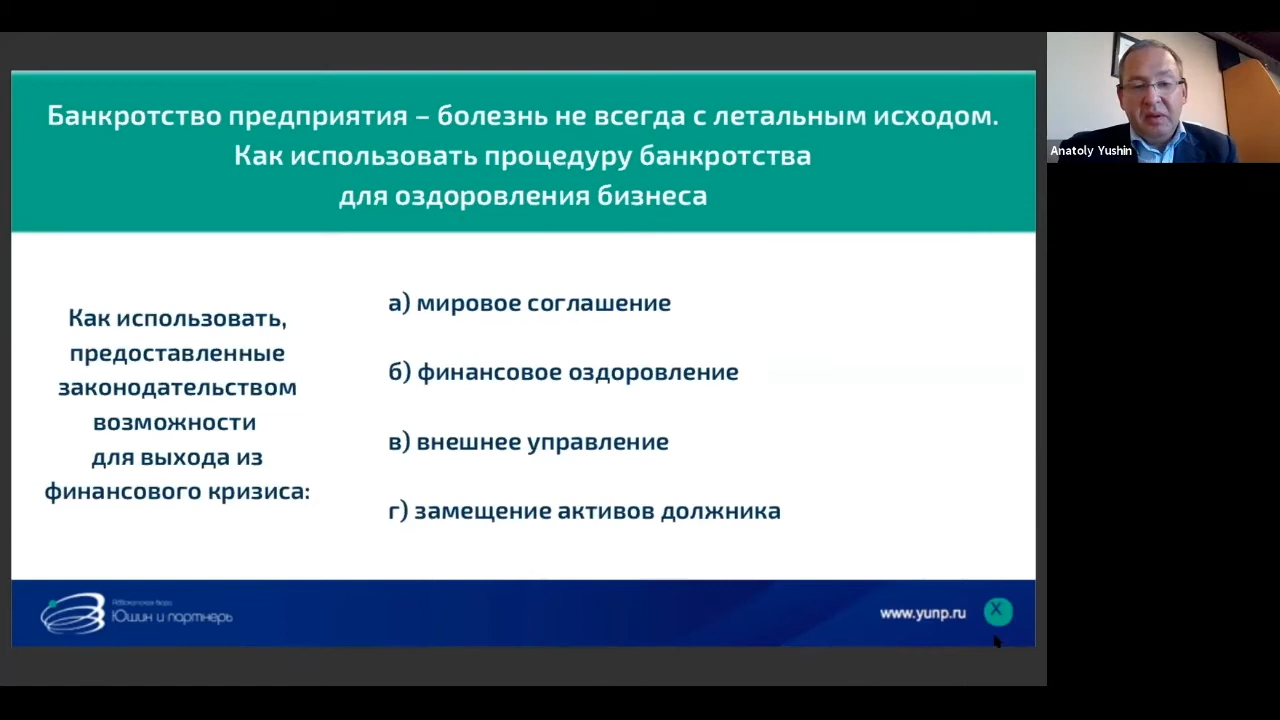 Банкротство предприятия – болезнь не всегда с летальным исходом.
Как использовать процедуру банкротства
для оздоровления бизнеса
Anatoly Yushin
Как использовать,
предоставленные
законодательством
возможности
для выхода из
финансового кризиса:
а) мировое соглашение
б) финансовое оздоровление
в) внешнее управление
г) замещение активов должника
Адвокатское бюро
Юшин и партнеры
www.yunp.ru
X